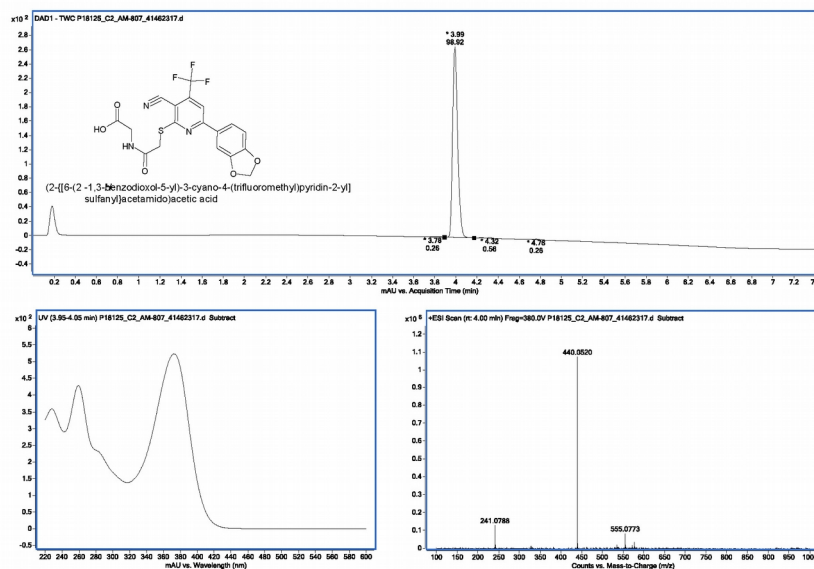 x10 2 DAD1 - TWC P18125_C2_AM-807_41462317.d
2.8
2.6
2.4
2.2
2
1.8
1.6
1.4
1.2
1
0.8
0.6
0.4
0.2
0
-0.2
-0.4
* 3.99
98.92
F
F
F
N
O
HO
S
N
NH
O
O
O
(2-{[6-(2 -1,3-benzodioxol-5-yl)-3-cyano-4-(trifluoromethyl)pyridin-2-yl]
sulfanyl}acetamido)acetic acid
* 3.78
0.26
* 4.32
0.56
* 4.76
0.26
0.2 0.4 0.6 0.8 1 1.2 1.4 1.6 1.8 2 2.2 2.4 2.6 2.8 3 3.2 3.4 3.6 3.8 4 4.2 4.4 4.6 4.8 5 5.2 5.4 5.6 5.8 6 6.2 6.4 6.6 6.8 7 7.2 7.4
mAU vs. Acquisition Time (min)
x10 2 UV (3.95-4.05 min) P18125_C2_AM-807_41462317.d Subtract
6
5.5
5
4.5
4
3.5
3
2.5
2
1.5
1
0.5
0
-0.5
220 240 260 280 300 320 340 360 380 400 420 440 460 480 500 520 540 560 580 600
mAU vs. Wavelength (nm)
+ESI Scan (rt: 4.00 min) Frag=380.0V P18125_C2_AM-807_41462317.d Subtract
1.2
1.1
1
0.9
0.8
0.7
0.6
0.5
0.4
0.3
0.2
0.1
0
440.0520
241.0788
555.0773
100 150 200 250 300 350 400 450 500 550 600 650 700 750 800 850 900 950
Counts vs. Mass-to-Charge (m/z)